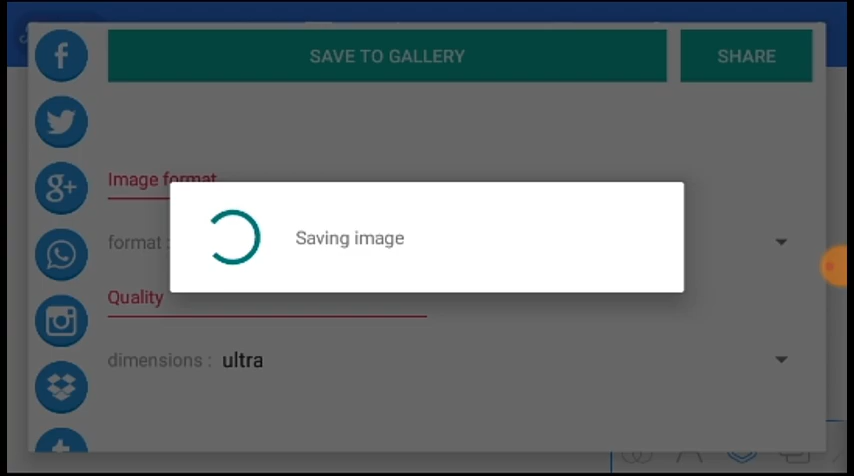 SAVE TO GALLERY
SHARE
Image format
format :
Saving image
Quality
dimensions : ultra